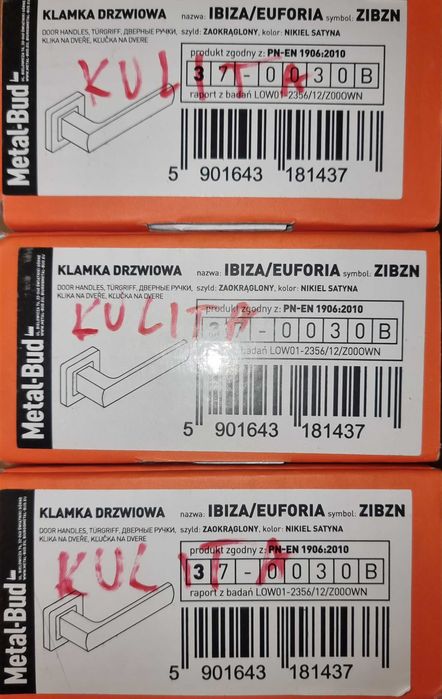 Metal-Bud
KLAMKA DRZWIOWA nazwa: IBIZA/EUFORIA symbol: ZIBZN
DOOR HANDLES, TÜRGRIFF, ДВЕРНЫЕ РУЧКИ, szyld: ZAOKRĄGLONY, kolor: NIKIEL SATYNA
KLIKA NA DVEŘE, KĽUČKA NA DVERE
produkt zgodny z: PN-EN 1906:2010
37-0030B
raport z badań LOW01-2356/12/Z00OWN
KULITA
5 901643 181437
Metal-Bud
KLAMKA DRZWIOWA nazwa: IBIZA/EUFORIA symbol: ZIBZN
DOOR HANDLES, TÜRGRIFF, ДВЕРНЫЕ РУЧКИ, szyld: ZAOKRĄGLONY, kolor: NIKIEL SATYNA
KLIKA NA DVEŘE, KĽUČKA NA DVERE
produkt zgodny z: PN-EN 1906:2010
37-0030B
raport z badań LOW01-2356/12/Z00OWN
KULITA
5 901643 181437
Metal-Bud
KLAMKA DRZWIOWA nazwa: IBIZA/EUFORIA symbol: ZIBZN
DOOR HANDLES, TÜRGRIFF, ДВЕРНЫЕ РУЧКИ, szyld: ZAOKRĄGLONY, kolor: NIKIEL SATYNA
KLIKA NA DVEŘE, KĽUČKA NA DVERE
produkt zgodny z: PN-EN 1906:2010
37-0030B
raport z badań LOW01-2356/12/Z00OWN
KULITA
5 901643 181437